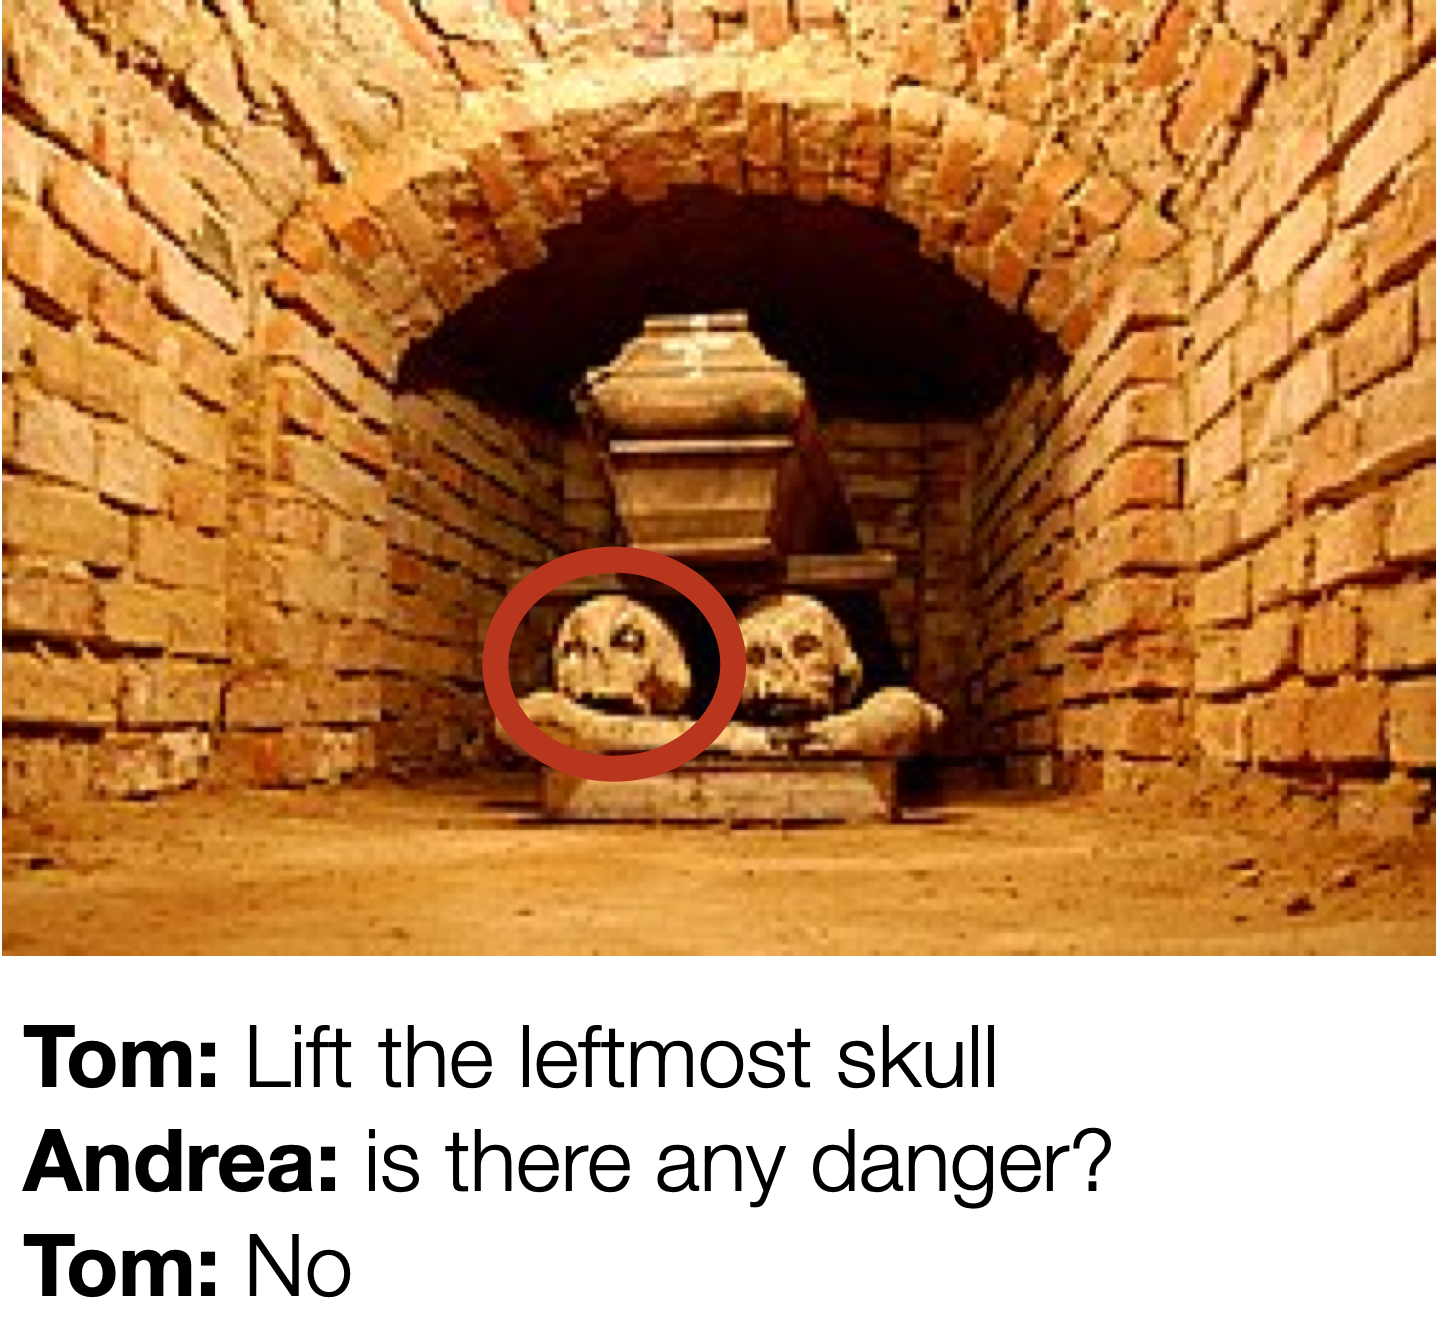 Tom: Lift the leftmost skull
Andrea: is there any danger?
Tom: No